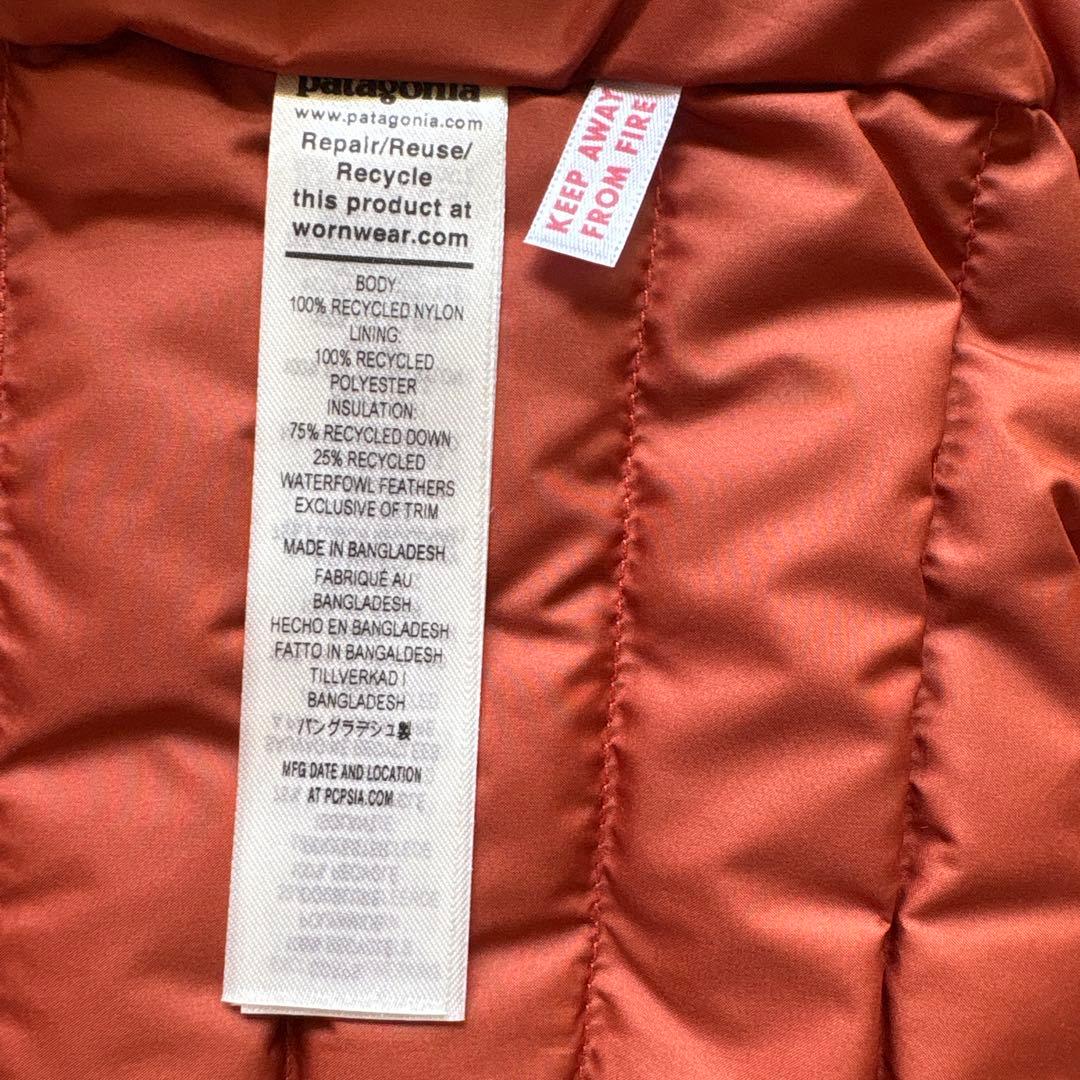 patagonia
www.patagonia.com
Repair/Reuse/
Recycle
this product at
wornwear.com
BODY
100% RECYCLED NYLON
LINING:
100% RECYCLED
POLYESTER
INSULATION:
75% RECYCLED DOWN
25% RECYCLED
WATERFOWL FEATHERS
EXCLUSIVE OF TRIM
MADE IN BANGLADESH
FABRIQUÉ AU
BANGLADESH
HECHO EN BANGLADESH
FATTO IN BANGALDESH
TILLVERKAD I
BANGLADESH
バングラデシュ製
MFG DATE AND LOCATION
AT PCPSIA.COM
KEEP AWAY
FROM FIRE